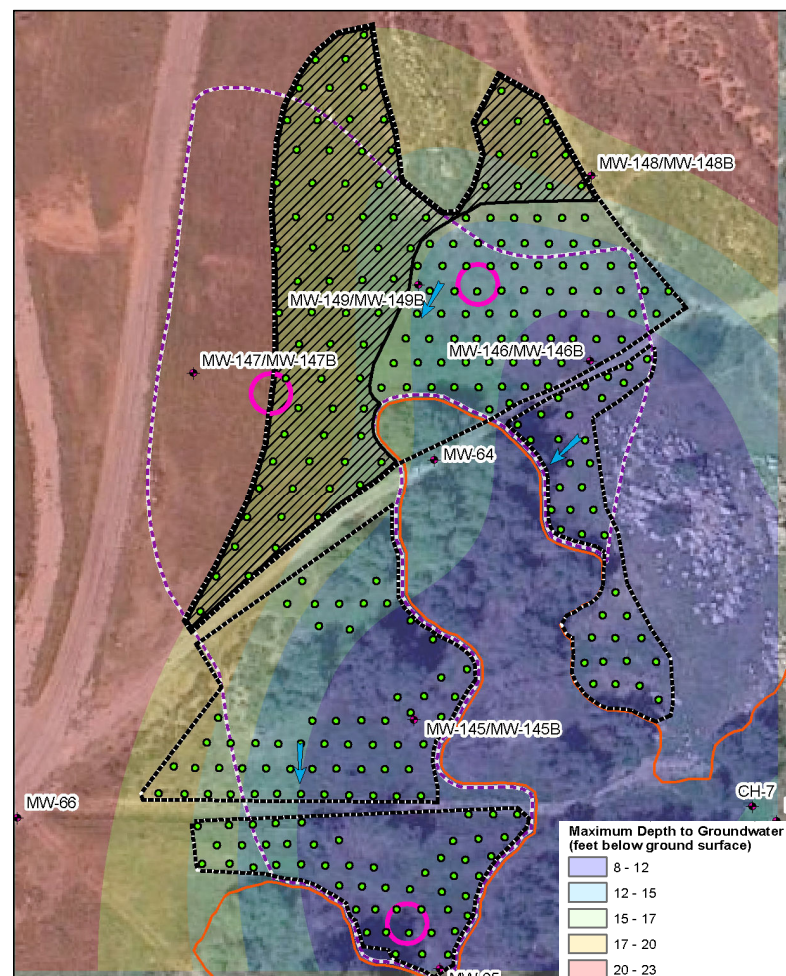 MW-148/MW-148B
MW-149/MW-149B
MW-146/MW-146B
MW-147/MW-147B
MW-64
MW-145/MW-145B
MW-66
CH-7
Maximum Depth to Groundwater
(feet below ground surface)
8 - 12
12 - 15
15 - 17
17 - 20
20 - 23